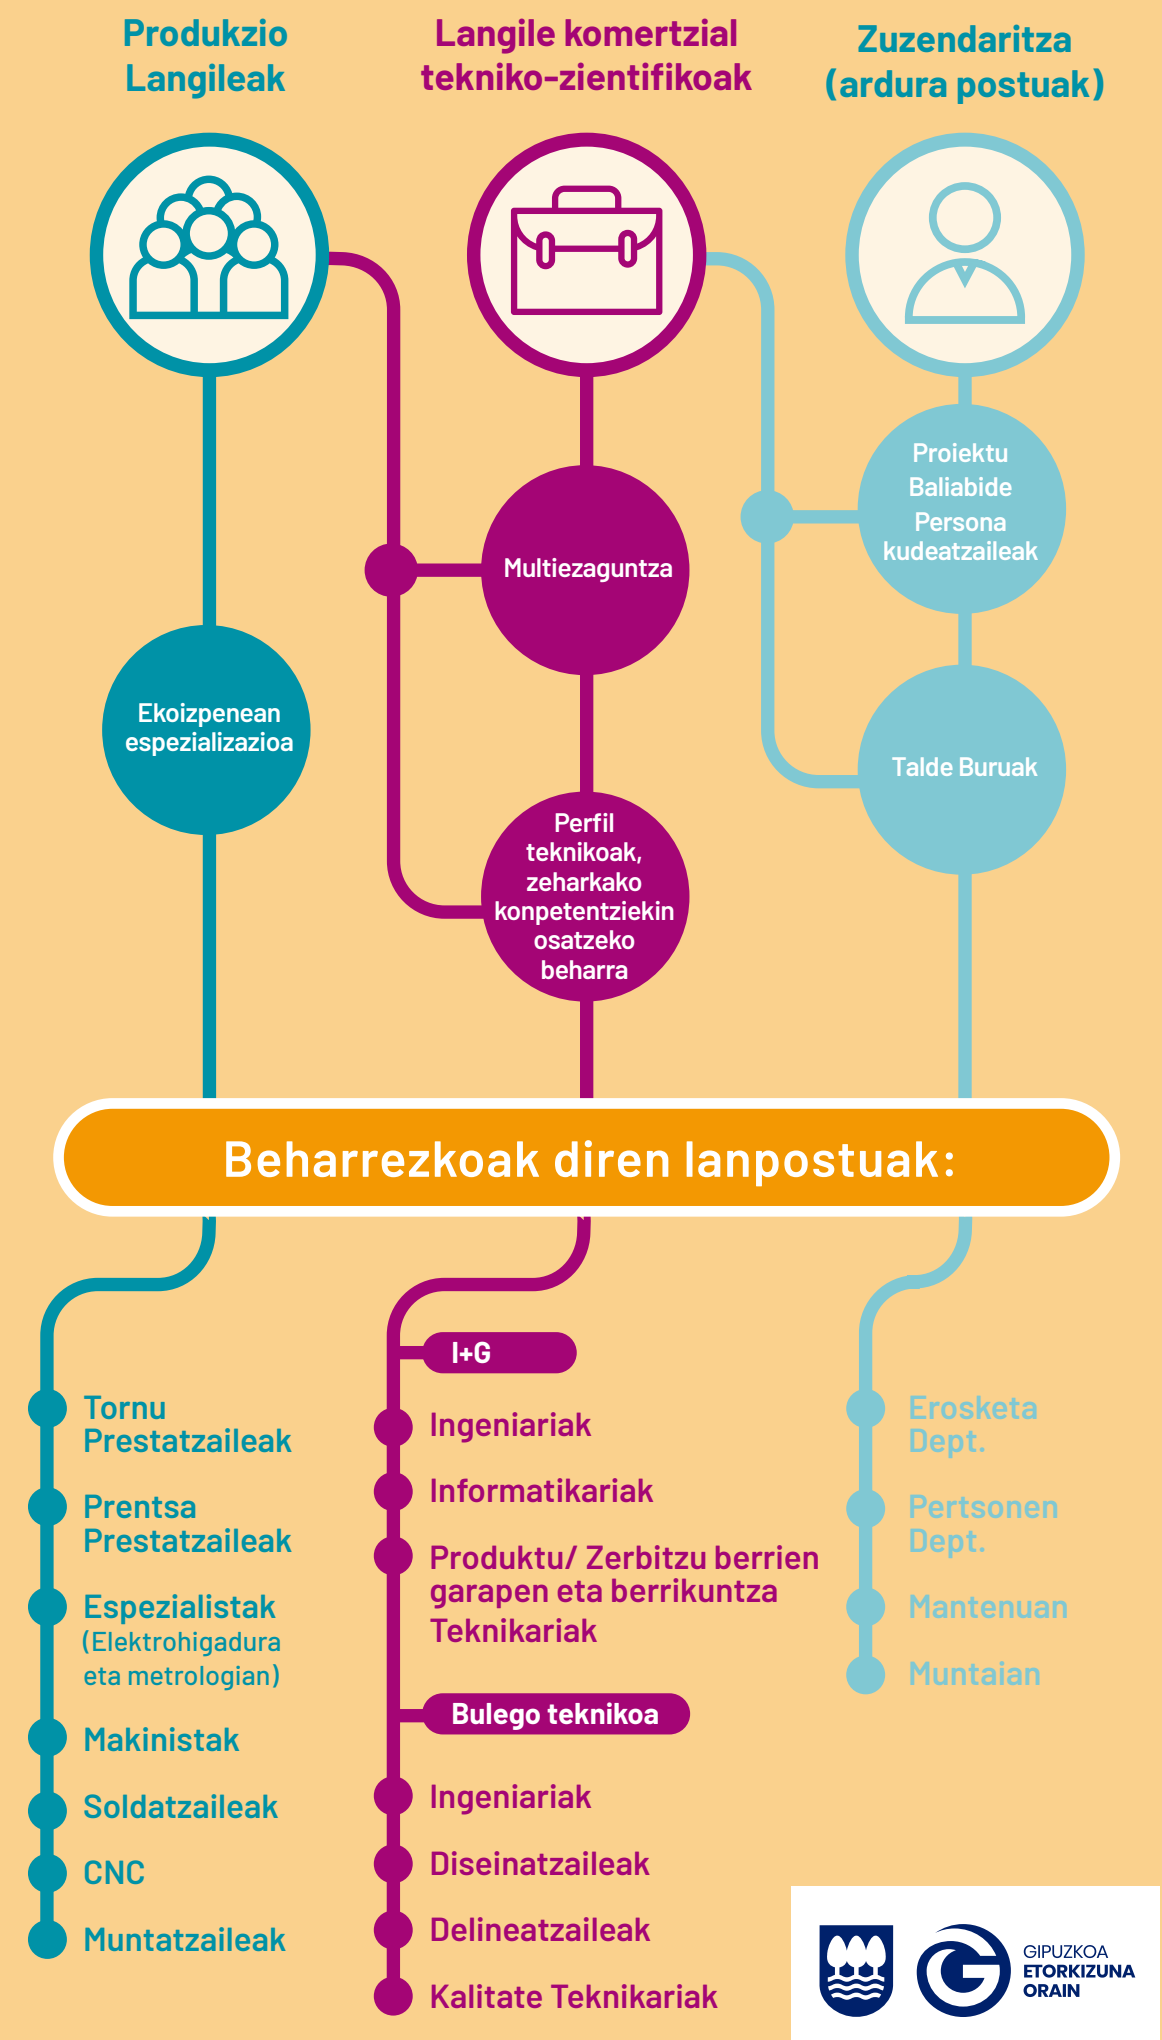 Produkzio
Langileak
Langile komertzial
tekniko-zientifikoak
Zuzendaritza
(ardura postuak)
Ekoizpenean
espezializazioa
Multiezaguntza
Perfil
teknikoak,
zeharkako
konpetentziekin
osatzeko
beharra
Proiektu
Baliabide
Persona
kudeatzaileak
Talde Buruak
Beharrezkoak diren lanpostuak:
Tornu
Prestatzaileak
Prentsa
Prestatzaileak
Espezialistak
(Elektrohigadura
eta metrologian)
Makinistak
Soldatzaileak
CNC
Muntatzaileak
I+G
Ingeniariak
Informatikariak
Produktu/ Zerbitzu berrien
garapen eta berrikuntza
Teknikariak
Bulego teknikoa
Ingeniariak
Diseinatzaileak
Delineatzaileak
Kalitate Teknikariak
Erosketa
Dept.
Pertsonen
Dept.
Mantenuan
Muntaian
GIPUZKOA
ETORKIZUNA
ORAIN